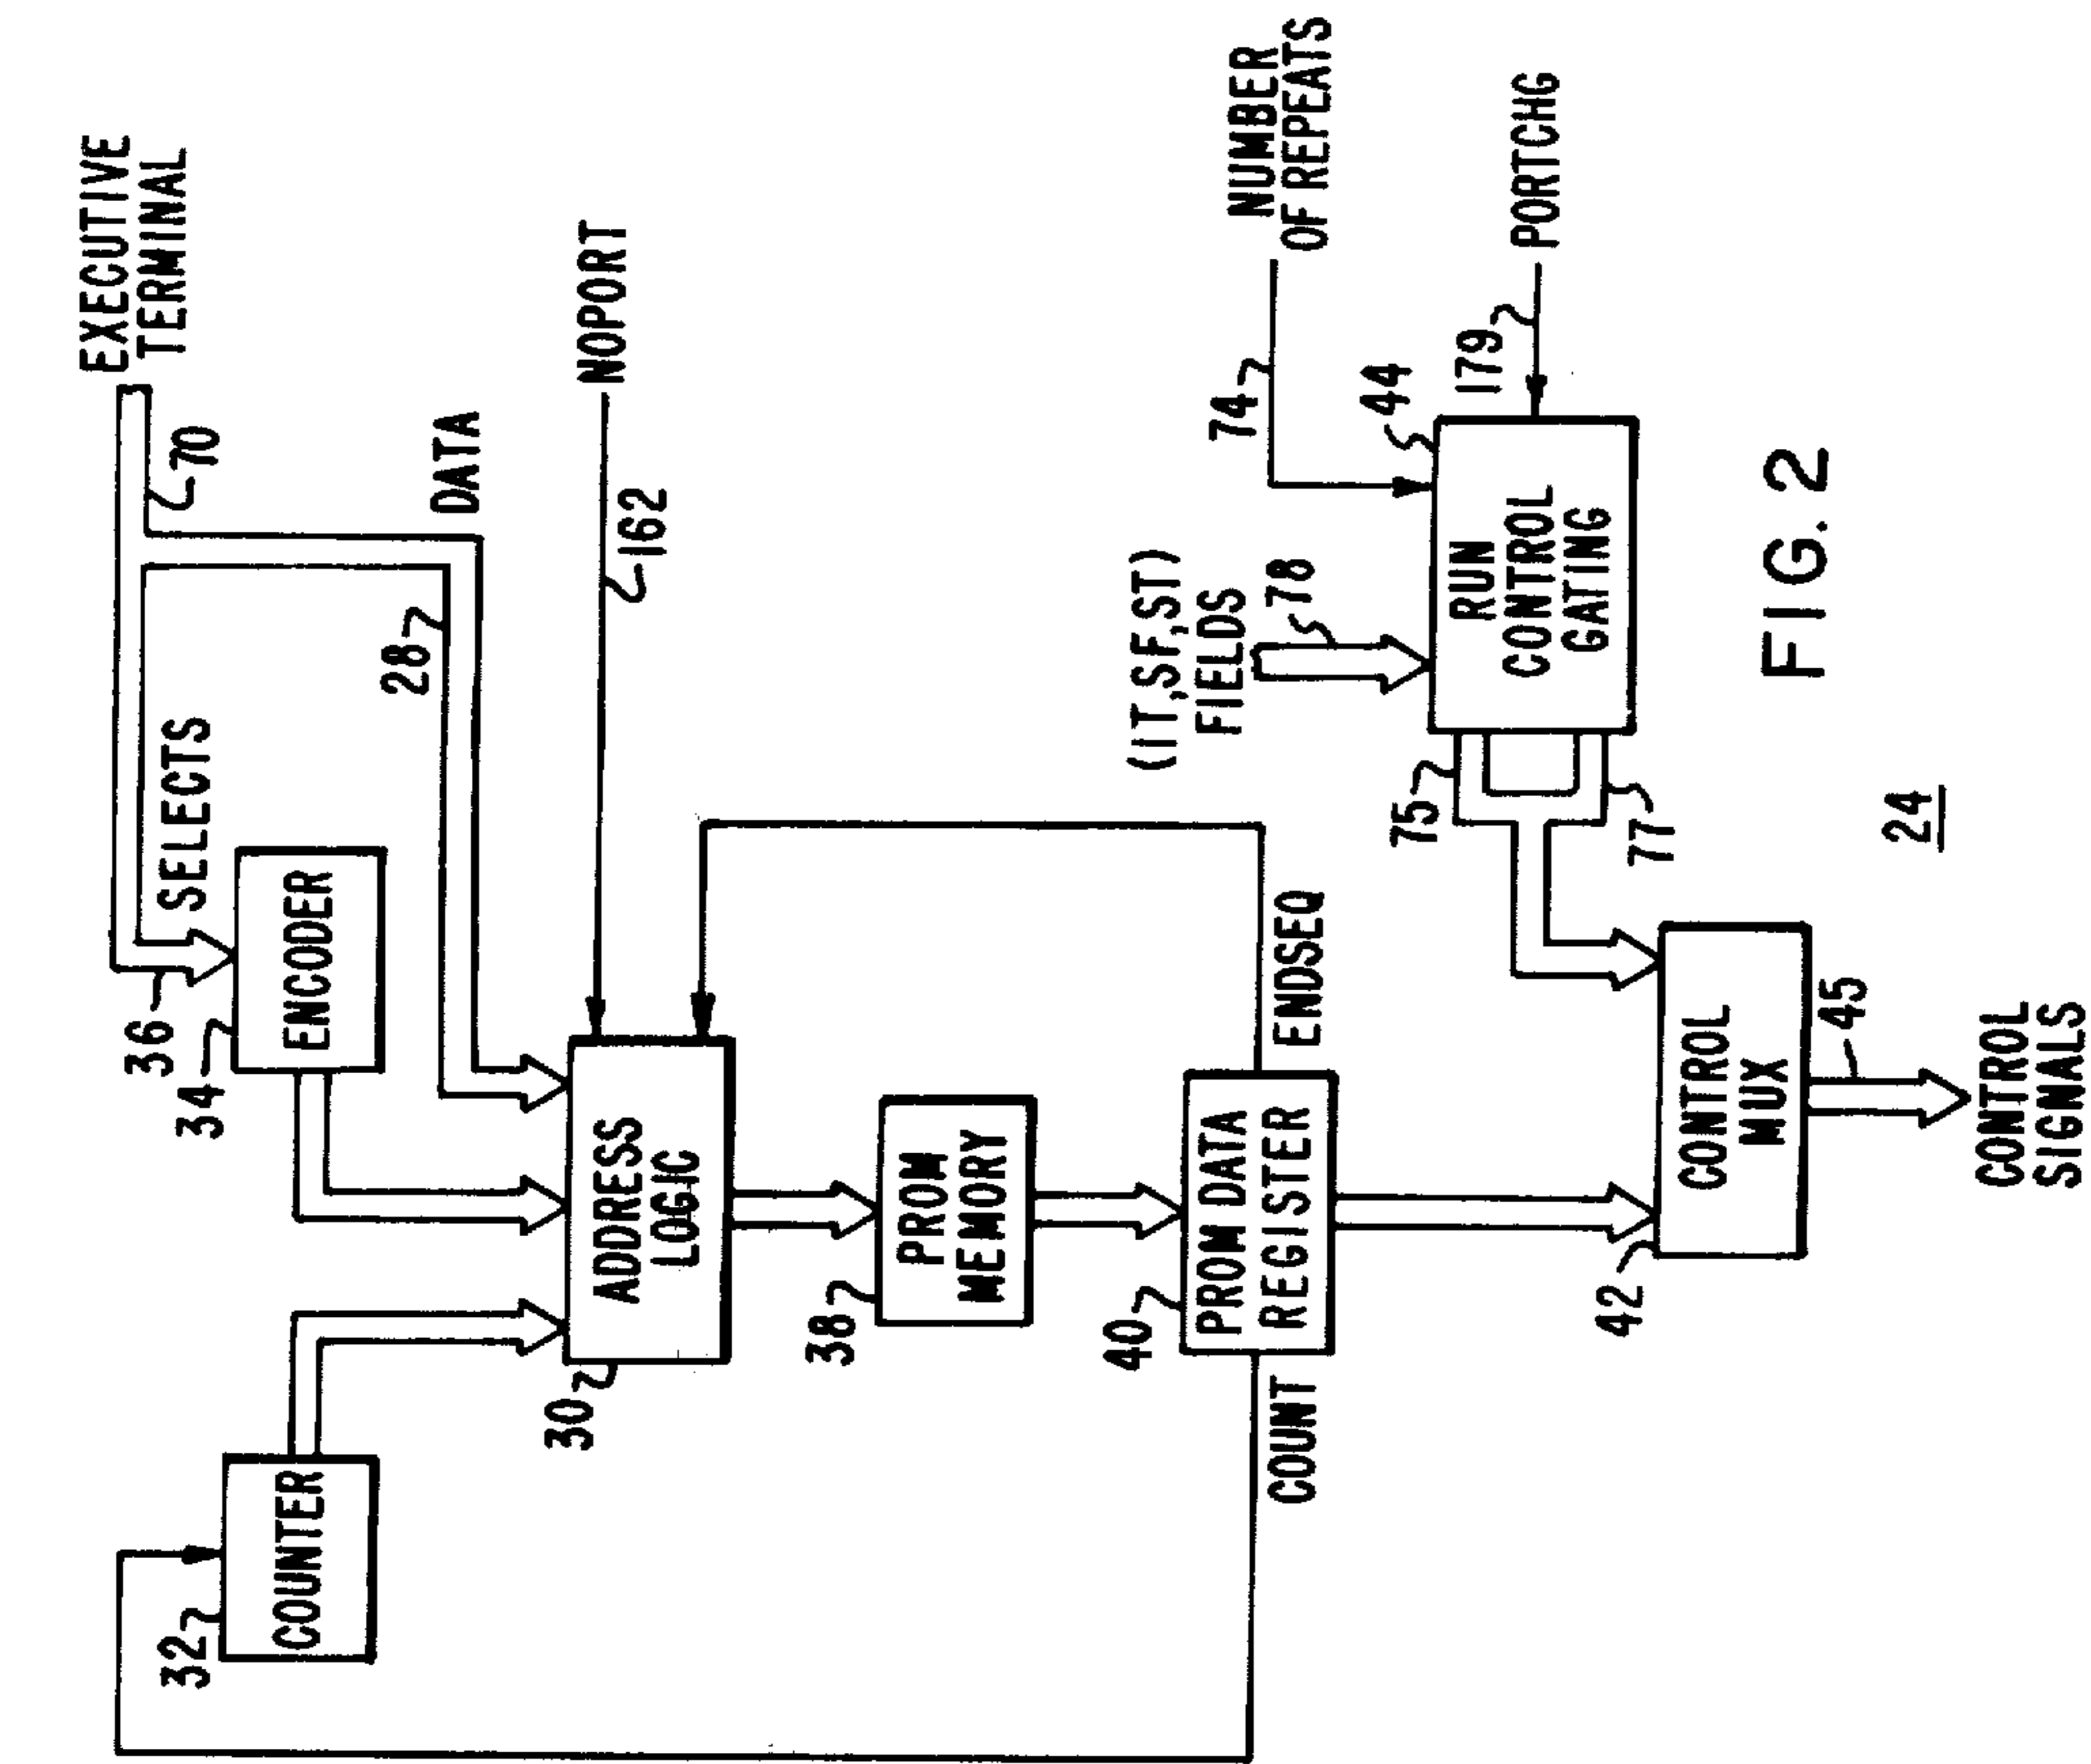 EXECUTIVE
TERMINAL
70
36
SELECTS
34
ENCODER
28
DATA
NOPORT
162
32
COUNTER
30
ADDRESS
LOGIC
38
PROM
MEMORY
40
PROM DATA
REGISTER
COUNT
ENDSEQ
(IT,SF,ST)
FIELDS
78
74
NUMBER
OF REPEATS
44
179
PORTCHG
RUN
CONTROL
GATING
75
77
42
CONTROL
MUX
45
CONTROL
SIGNALS
24
FIG. 2